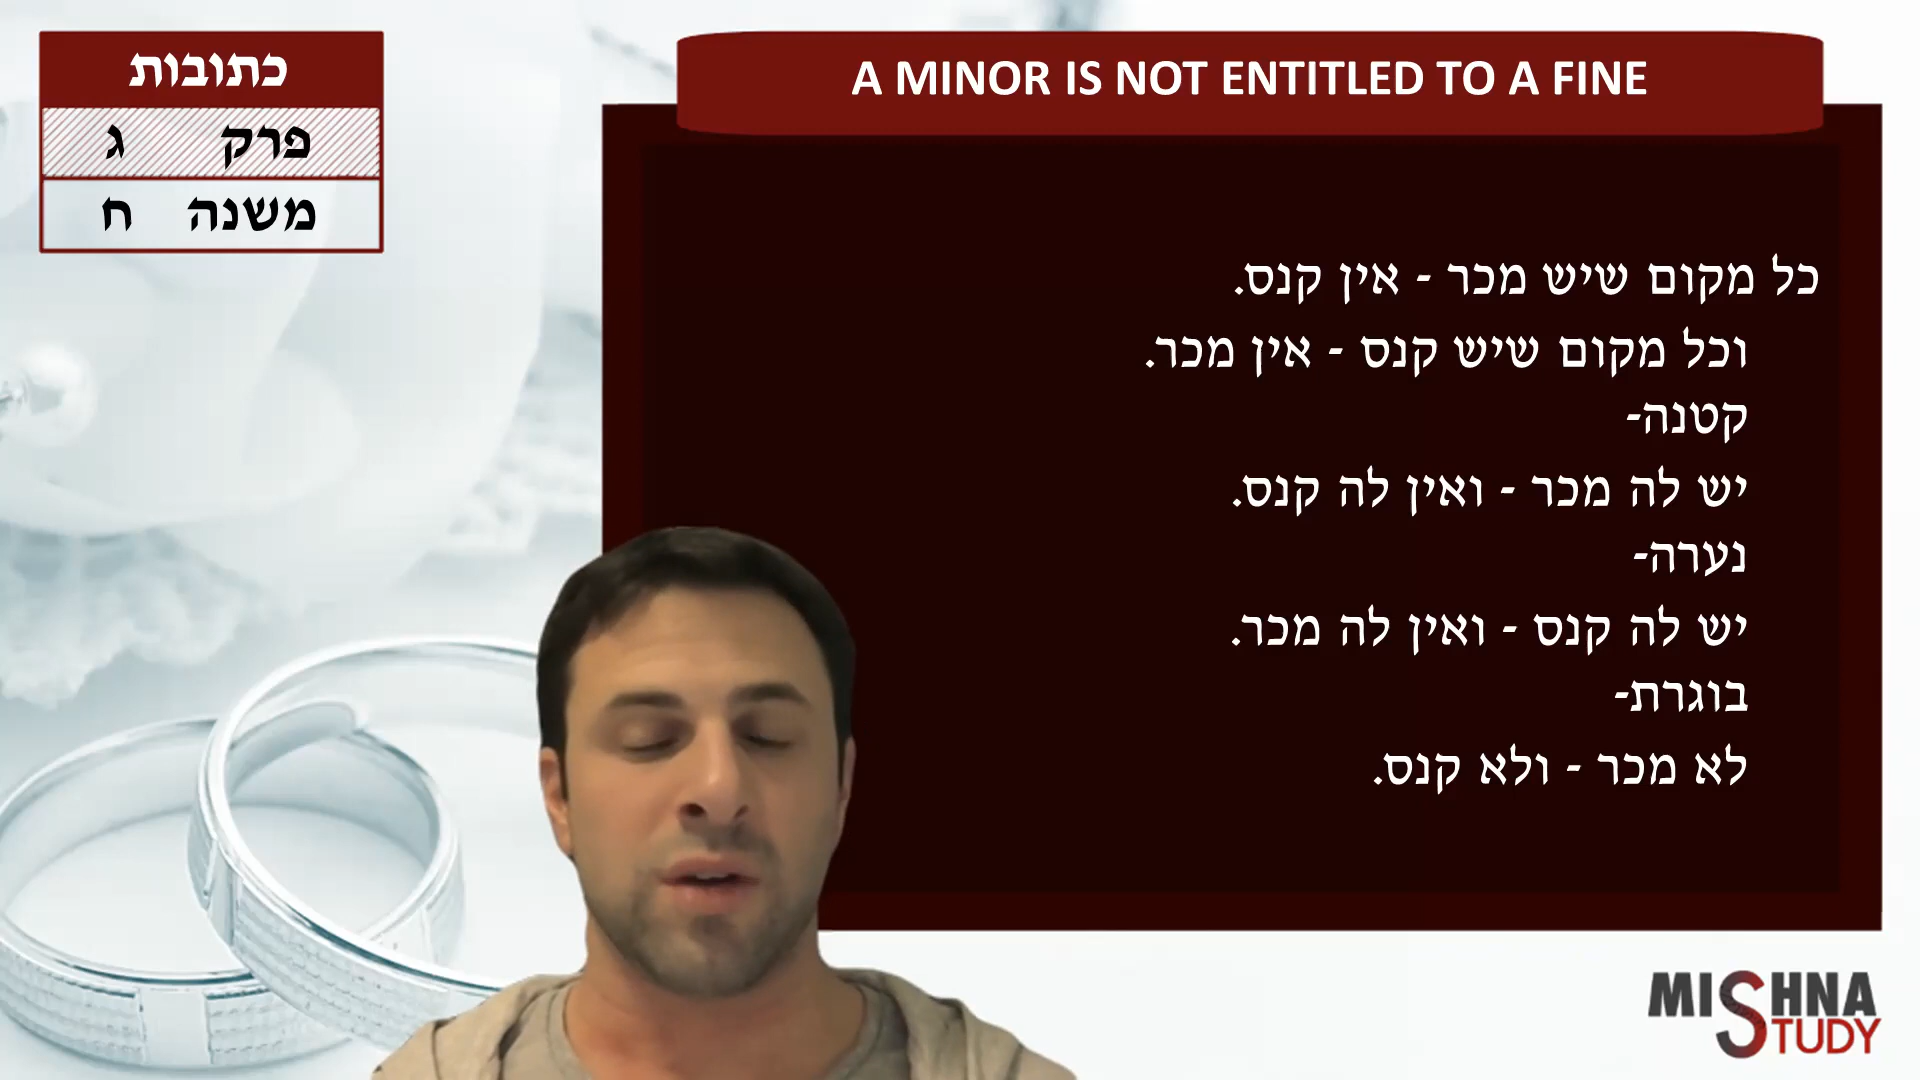 כתובות
פרק ג
משנה ח
A MINOR IS NOT ENTITLED TO A FINE
כל מקום שיש מכר - אין קנס.
וכל מקום שיש קנס - אין מכר.
קטנה-
יש לה מכר - ואין לה קנס.
נערה-
יש לה קנס - ואין לה מכר.
בוגרת-
לא מכר - ולא קנס.
MISHNA
STUDY